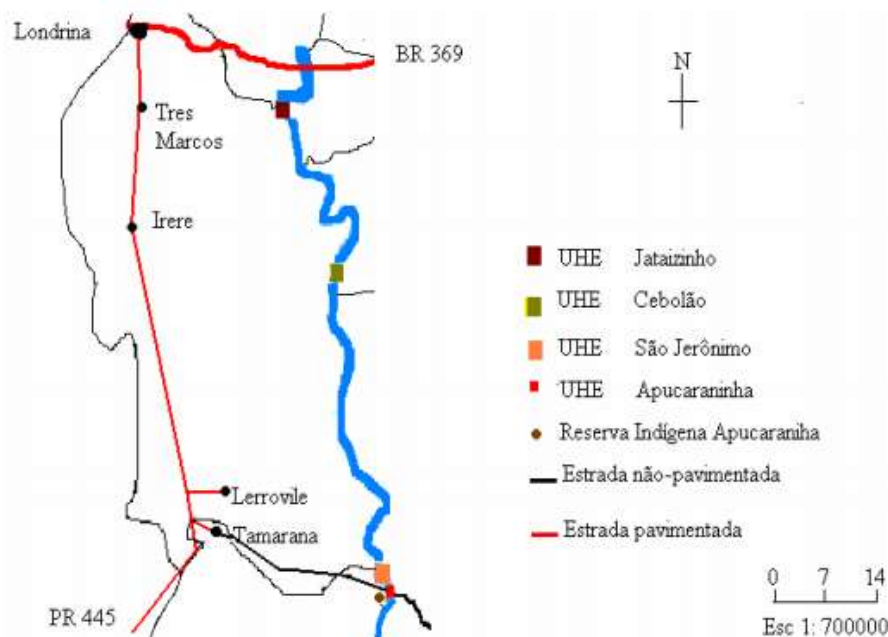 Londrina
BR 369
Tres
Marcos
Irere
Lerrovile
Tamarana
PR 445
N
UHE Jataizinho
UHE Cebolão
UHE São Jerônimo
UHE Apucaraninha
Reserva Indígena Apucaraniha
Estrada não-pavimentada
Estrada pavimentada
0 7 14
Esc 1: 700000